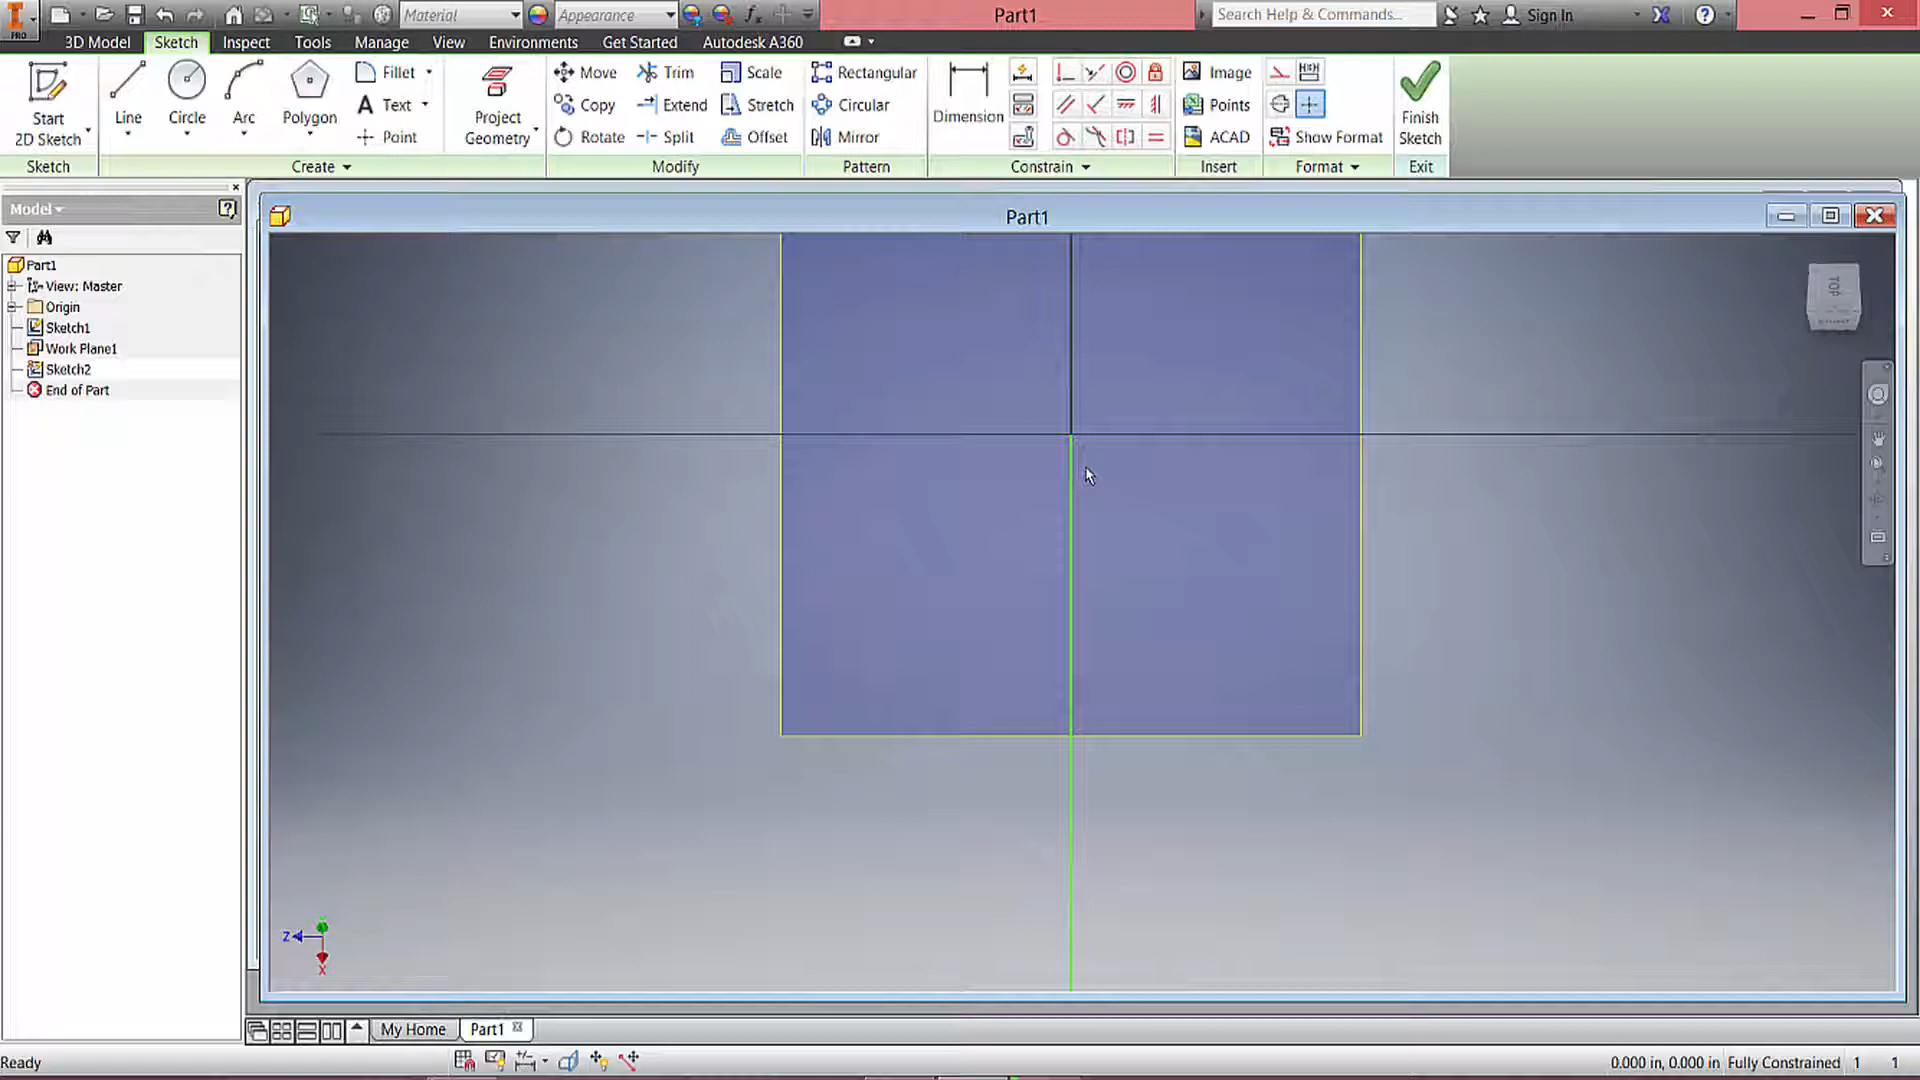 PRO
Material
Appearance
Part1
Search Help & Commands...
Sign In
3D Model
Sketch
Inspect
Tools
Manage
View
Environments
Get Started
Autodesk A360
Start
2D Sketch
Line
Circle
Arc
Polygon
Fillet
Text
Point
Project
Geometry
Move
Copy
Rotate
Trim
Extend
Split
Scale
Stretch
Offset
Rectangular
Circular
Mirror
Dimension
Image
Points
ACAD
Show Format
Finish
Sketch
Sketch
Create
Modify
Pattern
Constrain
Insert
Format
Exit
Model
Part1
Part1
View: Master
Origin
Sketch1
Work Plane1
Sketch2
End of Part
TOP
Z
X
My Home
Part1
Ready
0.000 in, 0.000 in Fully Constrained 1 1